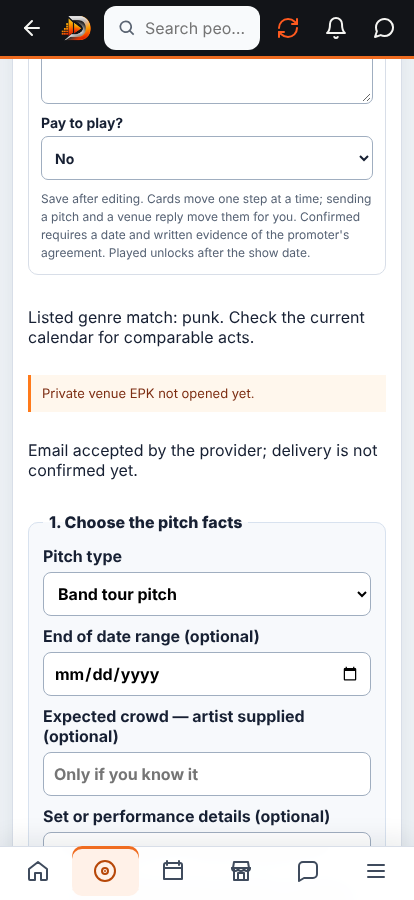 Search peo...
Pay to play?
No
Save after editing. Cards move one step at a time; sending
a pitch and a venue reply move them for you. Confirmed
requires a date and written evidence of the promoter's
agreement. Played unlocks after the show date.
Listed genre match: punk. Check the current
calendar for comparable acts.
Private venue EPK not opened yet.
Email accepted by the provider; delivery is not
confirmed yet.
1. Choose the pitch facts
Pitch type
Band tour pitch
End of date range (optional)
mm/dd/yyyy
Expected crowd — artist supplied
(optional)
Only if you know it
Set or performance details (optional)